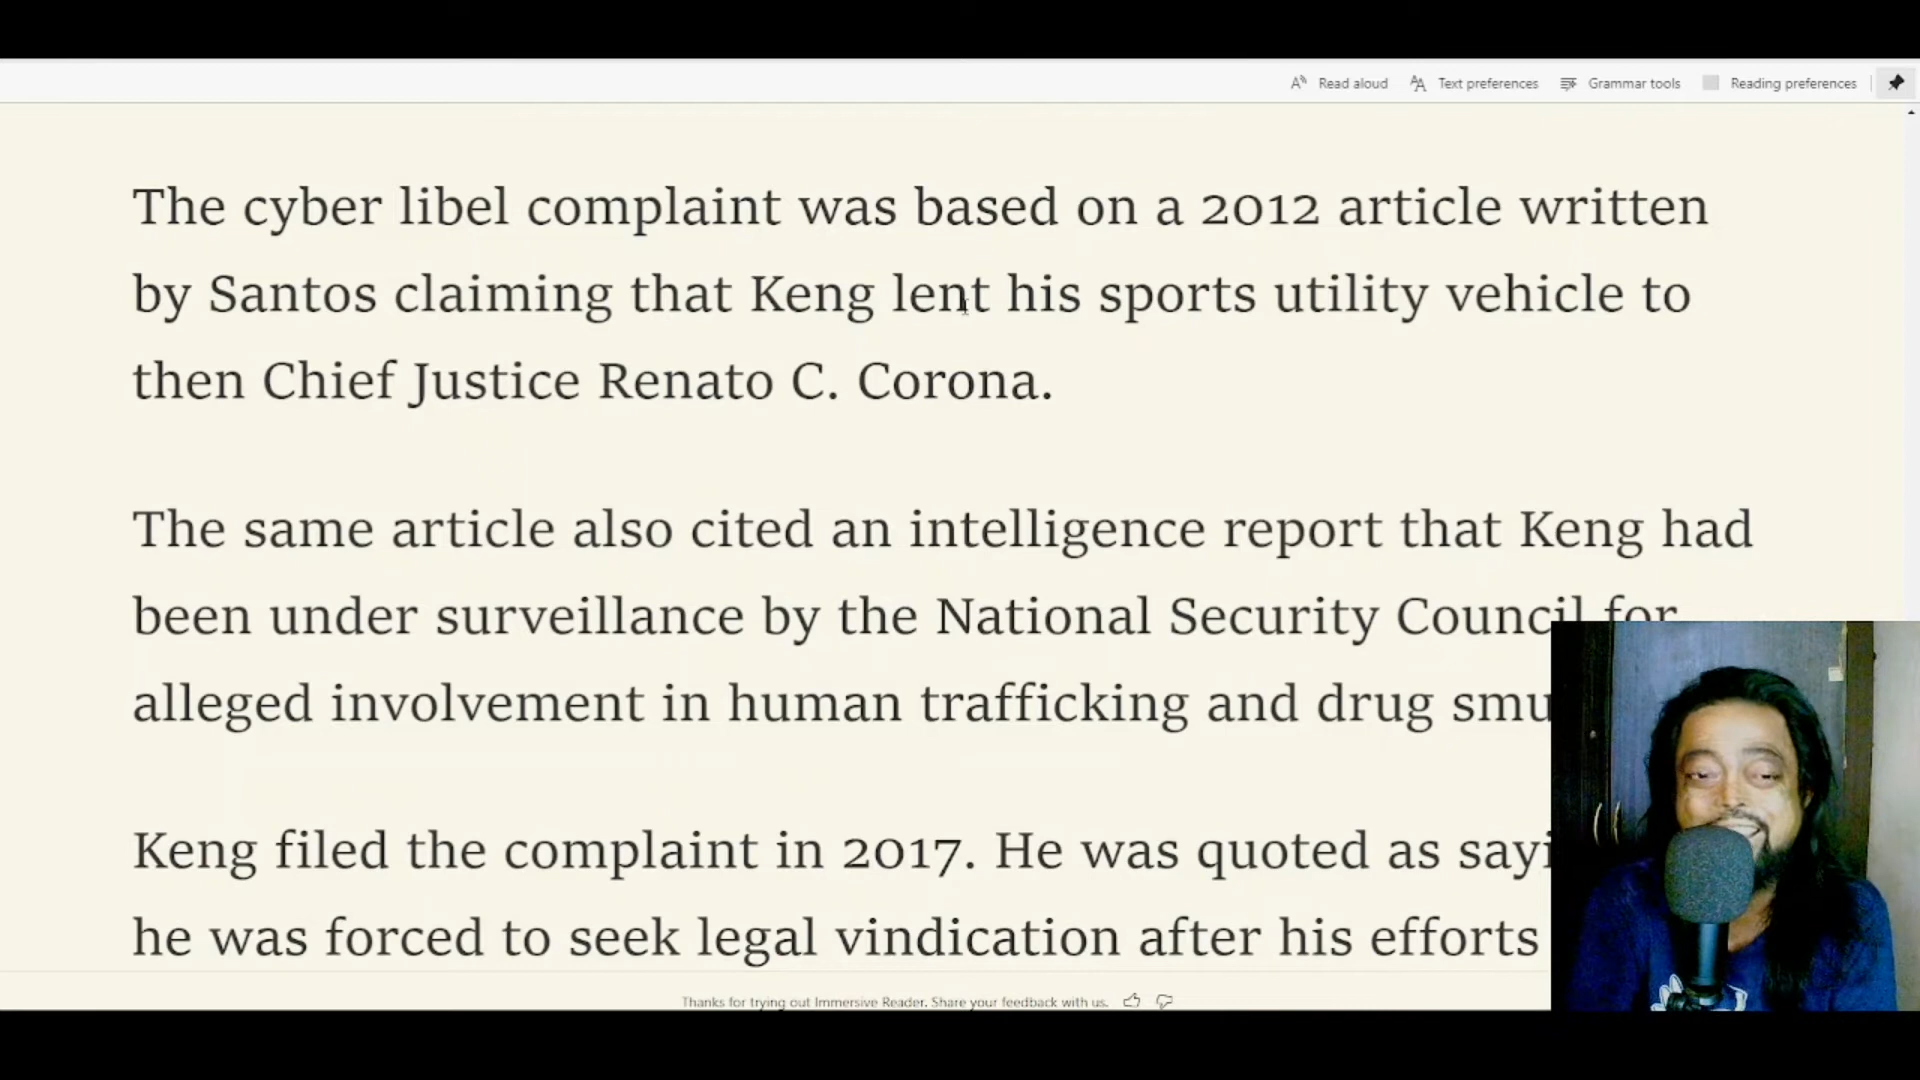 Read aloud Text preferences Grammar tools Reading preferences
The cyber libel complaint was based on a 2012 article written
by Santos claiming that Keng lent his sports utility vehicle to
then Chief Justice Renato C. Corona.
The same article also cited an intelligence report that Keng had
been under surveillance by the National Security Council for
alleged involvement in human trafficking and drug smu
Keng filed the complaint in 2017. He was quoted as sayi
he was forced to seek legal vindication after his efforts
Thanks for trying out Immersive Reader. Share your feedback with us.